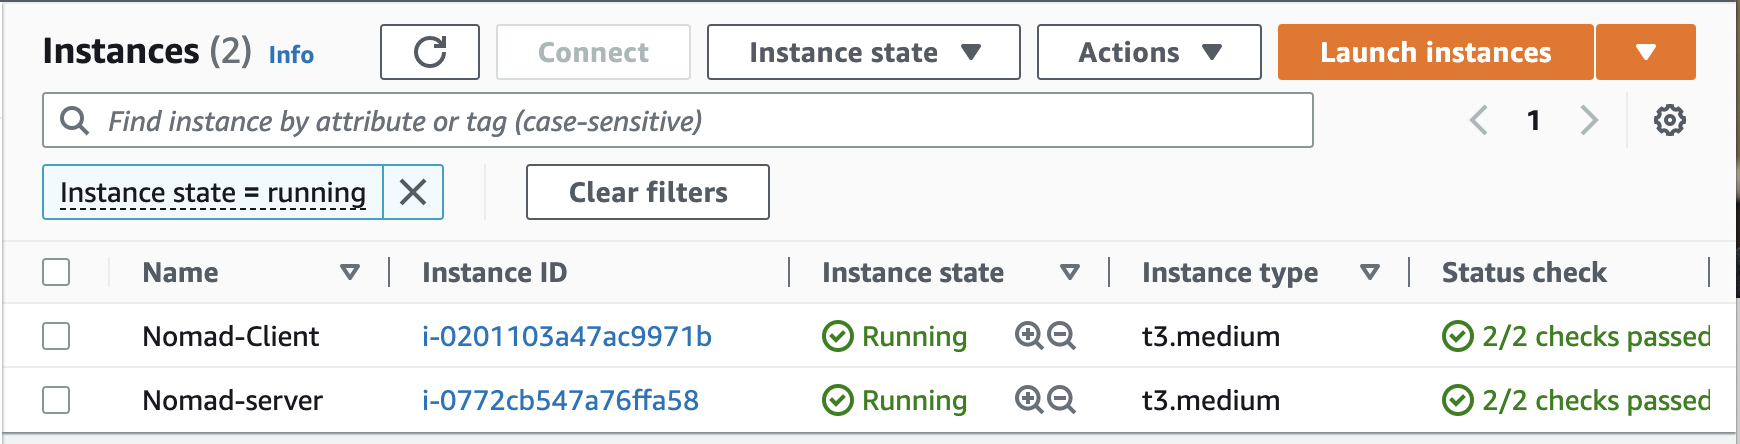 Instances (2) Info Connect Instance state Actions Launch instances
Find instance by attribute or tag (case-sensitive) 1
Instance state = running Clear filters
Name Instance ID Instance state Instance type Status check
Nomad-Client i-0201103a47ac9971b Running t3.medium 2/2 checks passed
Nomad-server i-0772cb547a76ffa58 Running t3.medium 2/2 checks passed